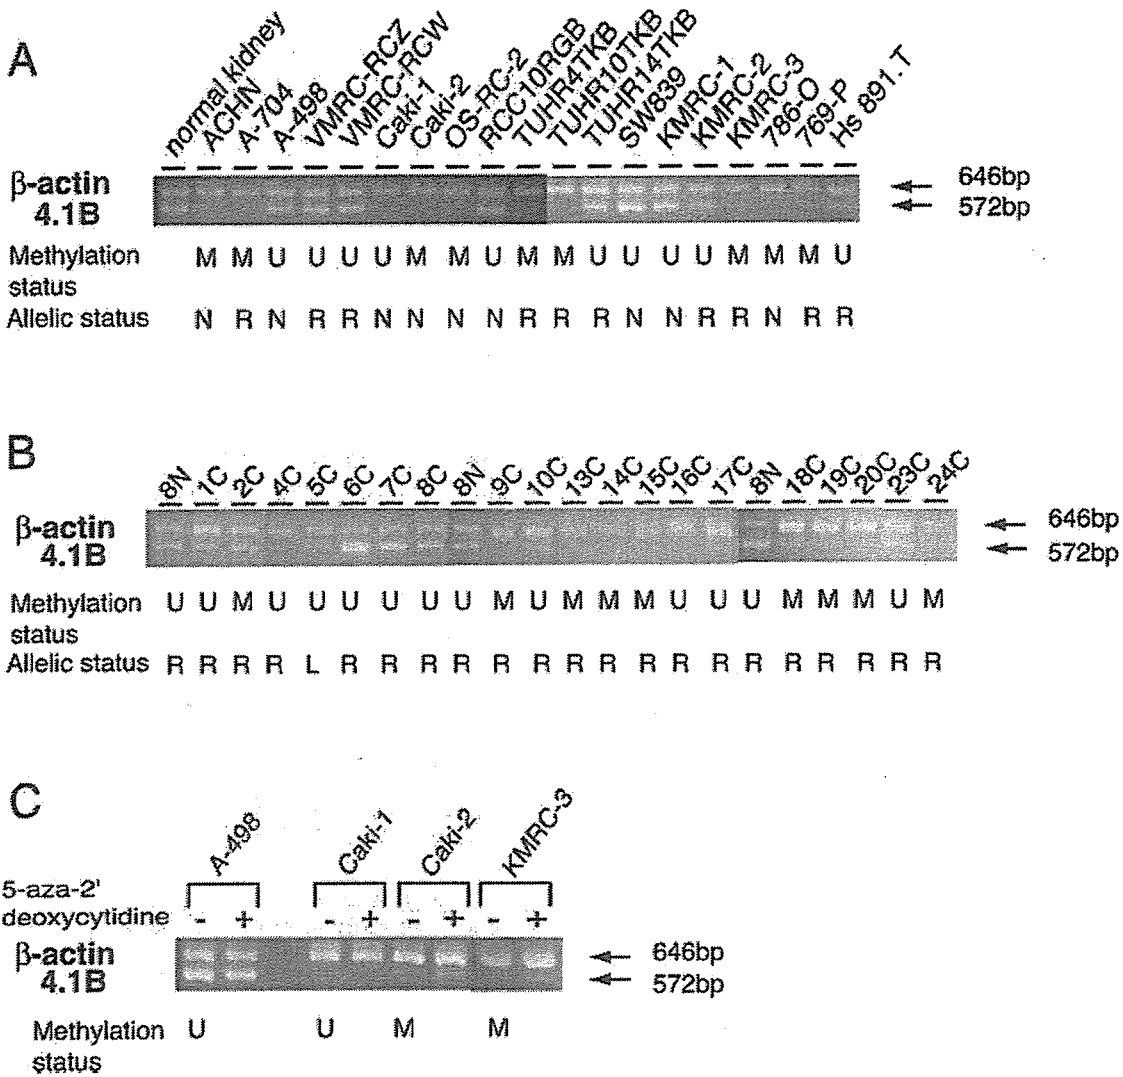 A
normal kidney
ACHN
A-704
A-498
VMRC-RCZ
VMRC-RCW
Caki-1
Caki-2
OS-RC-2
RCC10RGB
TUHR4TKB
TUHR10TKB
TUHR14TKB
SW839
KMRC-1
KMRC-2
KMRC-3
786-O
769-P
Hs 891.T
β-actin 646bp
4.1B 572bp
Methylation status M M U U U U M M U M M U U U U M M M U
Allelic status N R N R R N N N N R R R N N R R N R R
B
8N 1C 2C 4C 5C 6C 7C 8C 8N 9C 10C 13C 14C 15C 16C 17C 8N 18C 19C 20C 23C 24C
β-actin 646bp
4.1B 572bp
Methylation status U U M U U U U U U M U M M M U U U M M M U M
Allelic status R R R R L R R R R R R R R R R R R R R R R R
C
A-498 Caki-1 Caki-2 KMRC-3
5-aza-2'
deoxycytidine - + - + - + - +
β-actin 646bp
4.1B 572bp
Methylation status U U M M